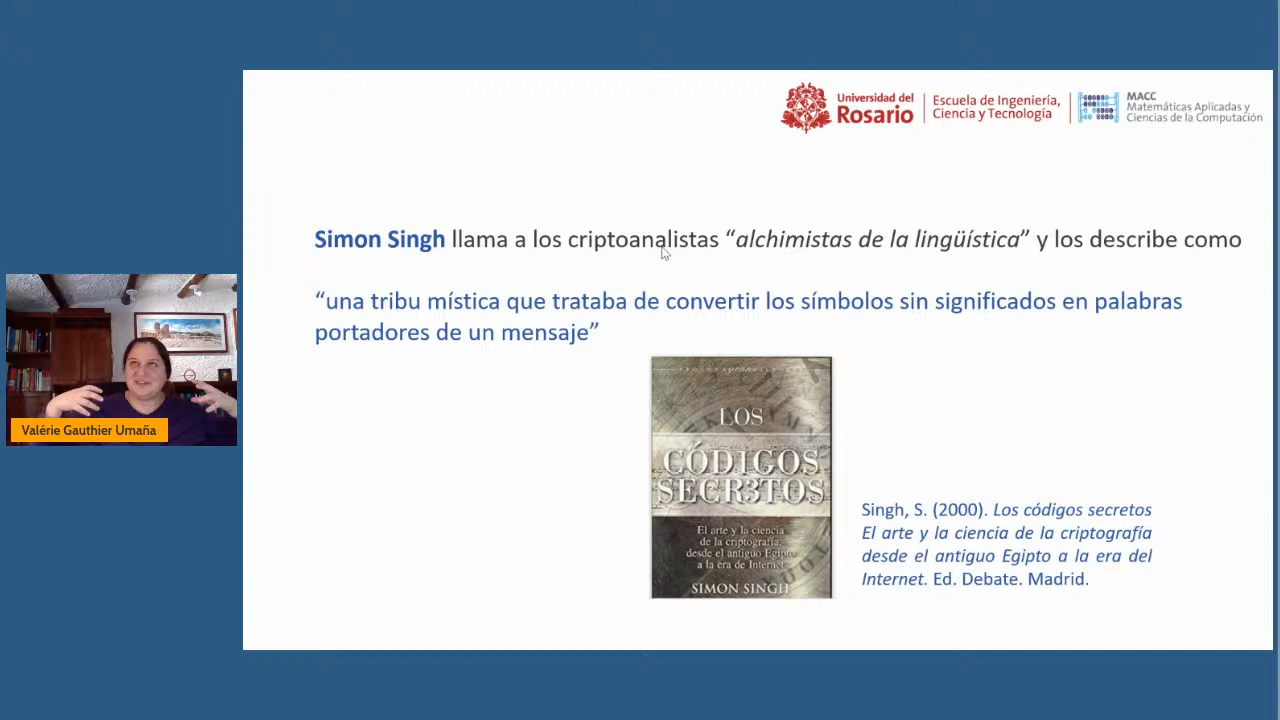 Universidad del
Rosario
Escuela de Ingeniería,
Ciencia y Tecnología
MACC
Matemáticas Aplicadas y
Ciencias de la Computación
Simon Singh llama a los criptoanalistas “alchimistas de la lingüística” y los describe como
“una tribu mística que trataba de convertir los símbolos sin significados en palabras
portadores de un mensaje”
Valérie Gauthier Umaña
LOS
CÓD1GOS
SECR3TOS
El arte y la ciencia
de la criptografía,
desde el antiguo Egipto
a la era de Internet
SIMON SINGH
Singh, S. (2000). Los códigos secretos
El arte y la ciencia de la criptografía
desde el antiguo Egipto a la era del
Internet. Ed. Debate. Madrid.